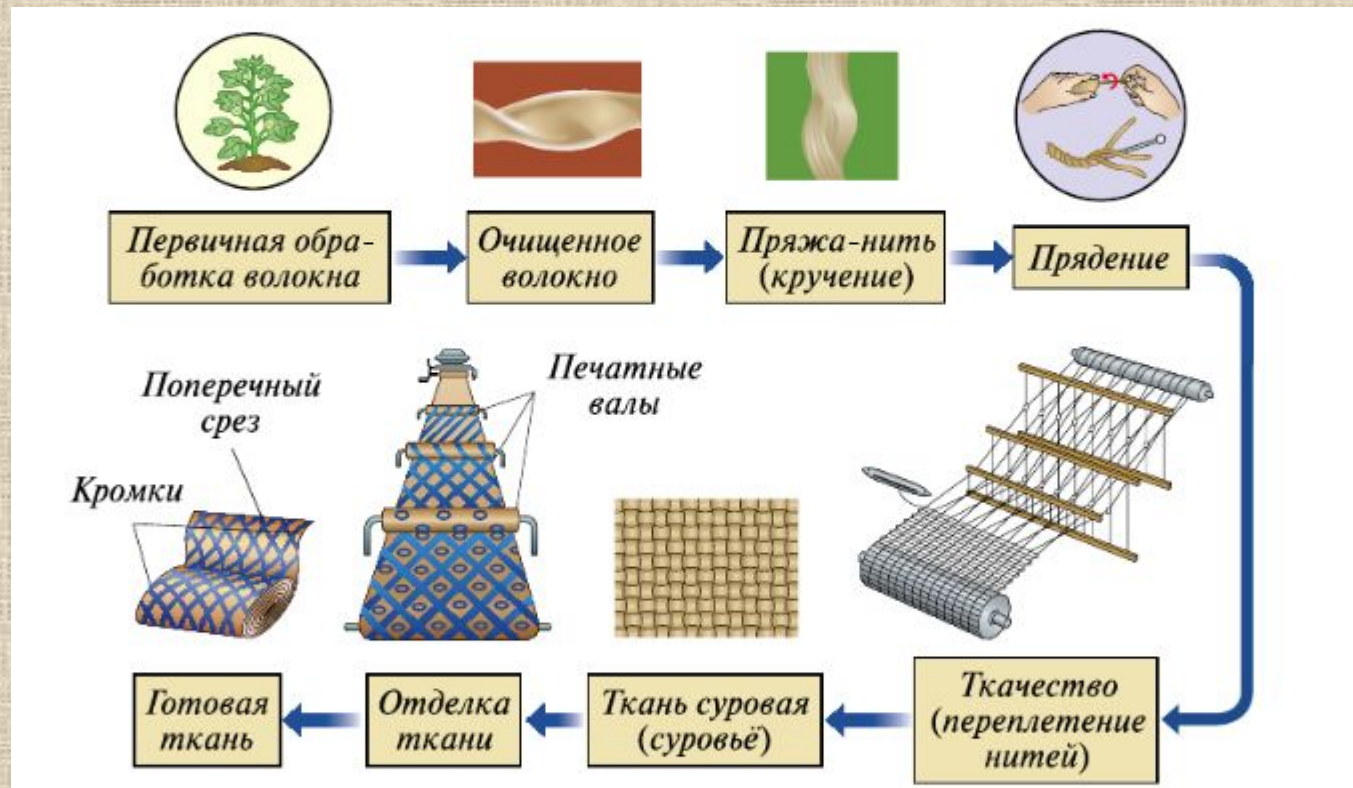 Первичная обра-
ботка волокна
Очищенное
волокно
Пряжа-нить
(кручение)
Прядение
Поперечный
срез
Кромки
Печатные
валы
Готовая
ткань
Отделка
ткани
Ткань суровая
(суровьё)
Ткачество
(переплетение
нитей)